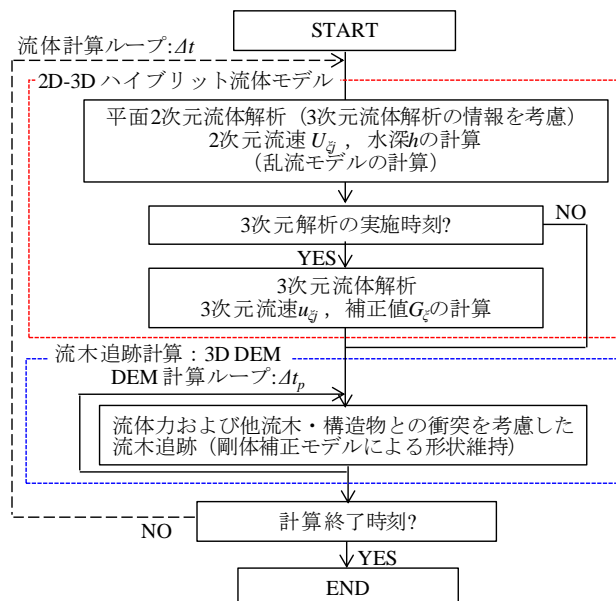 START
流体計算ループ:Δt
2D-3D ハイブリット流体モデル
平面2次元流体解析(3次元流体解析の情報を考慮)
2次元流速 Uξj , 水深hの計算
(乱流モデルの計算)
3次元解析の実施時刻?
NO
YES
3次元流体解析
3次元流速uξj , 補正値Gξの計算
流木追跡計算:3D DEM
DEM 計算ループ:Δtp
流体力および他流木・構造物との衝突を考慮した
流木追跡(剛体補正モデルによる形状維持)
計算終了時刻?
NO
YES
END